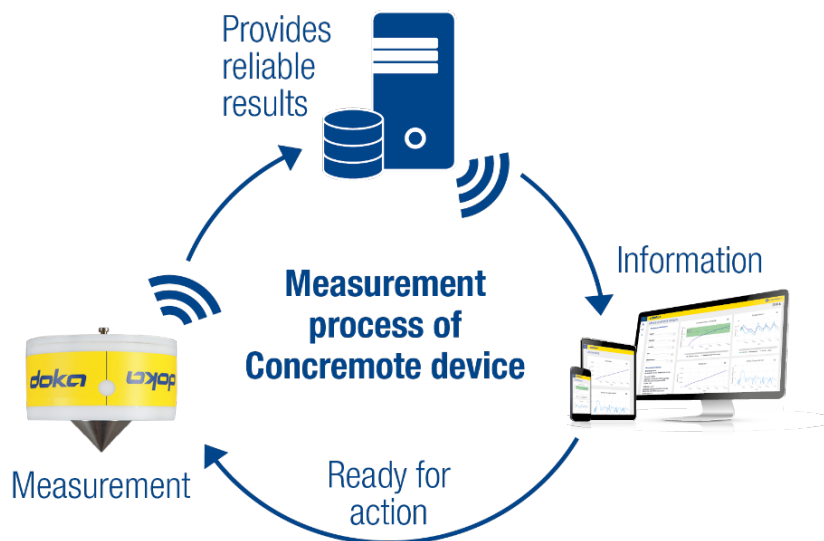 Provides
reliable
results
Information
Measurement
process of
Concremote device
doka
doka
Measurement
Ready for
action